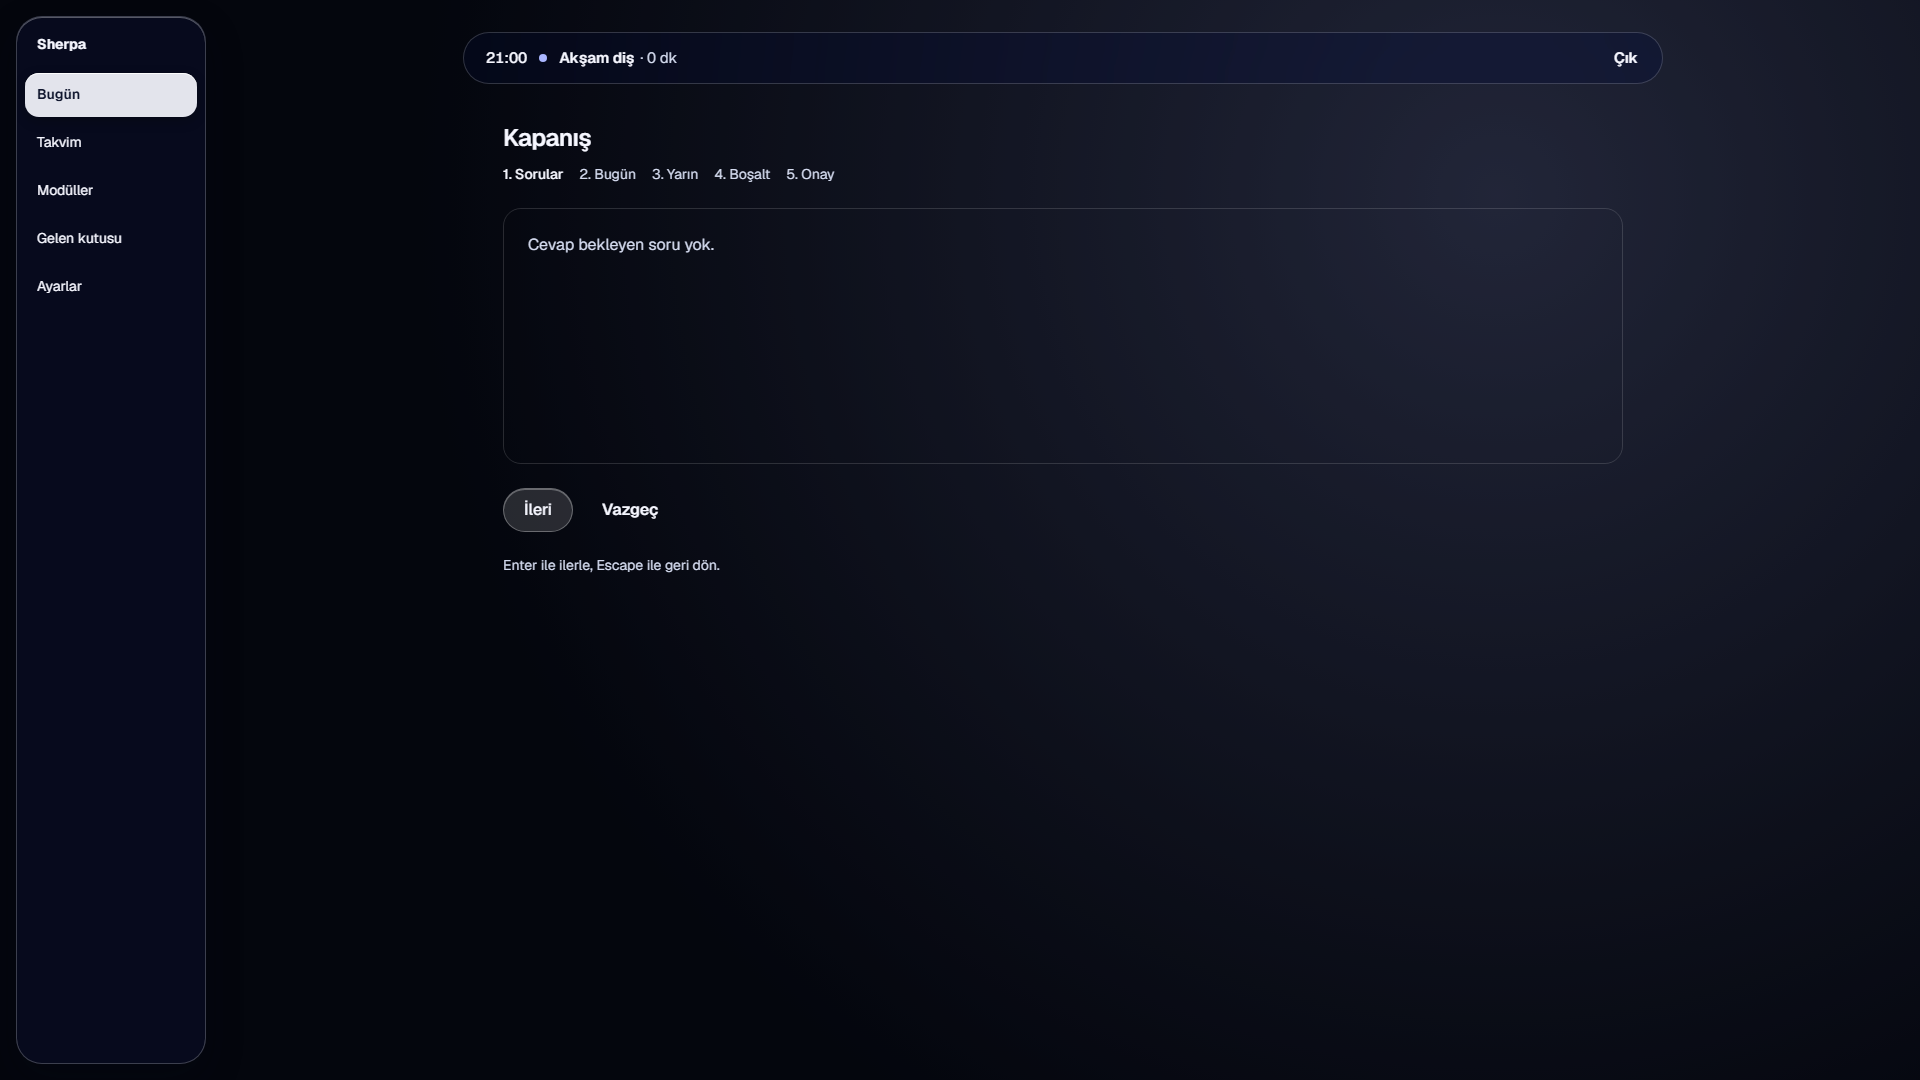 Sherpa
Bugün
Takvim
Modüller
Gelen kutusu
Ayarlar
21:00 Akşam diş · 0 dk
Çık
Kapanış
1. Sorular 2. Bugün 3. Yarın 4. Boşalt 5. Onay
Cevap bekleyen soru yok.
İleri Vazgeç
Enter ile ilerle, Escape ile geri dön.